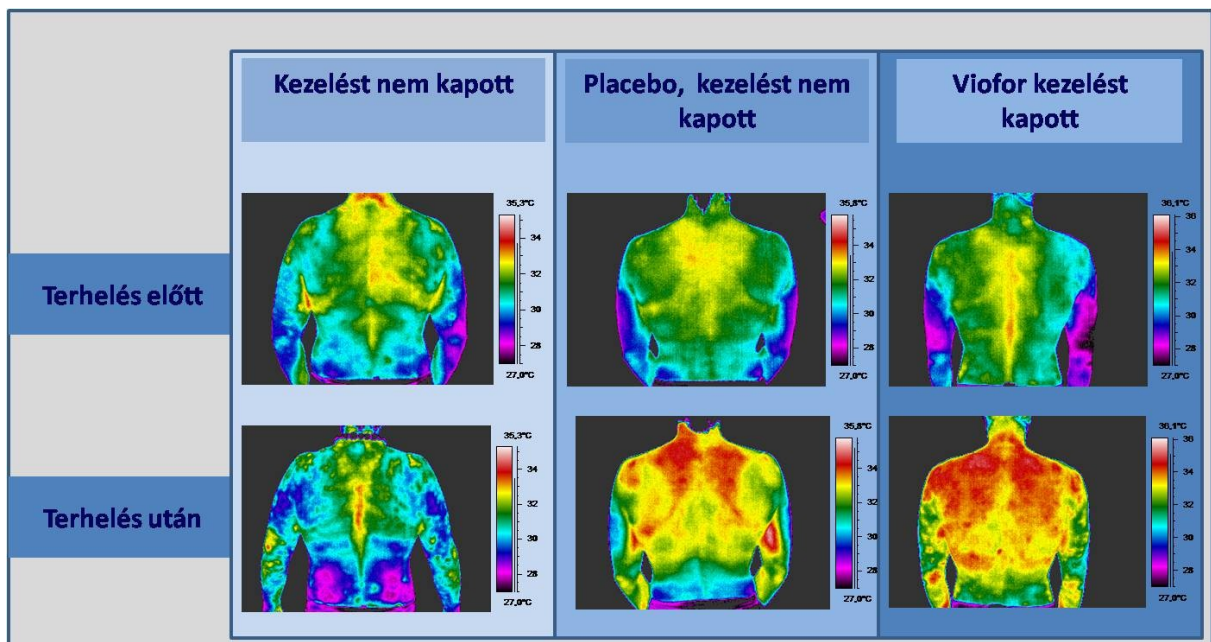 Kezelést nem kapott
Placebo, kezelést nem
kapott
Viofor kezelést
kapott
Terhelés előtt
35,3°C
34
32
30
28
27,0°C
35,8°C
34
32
30
28
27,0°C
36,1°C
36
34
32
30
28
27,0°C
Terhelés után
35,3°C
34
32
30
28
27,0°C
35,8°C
34
32
30
28
27,0°C
36,1°C
36
34
32
30
28
27,0°C